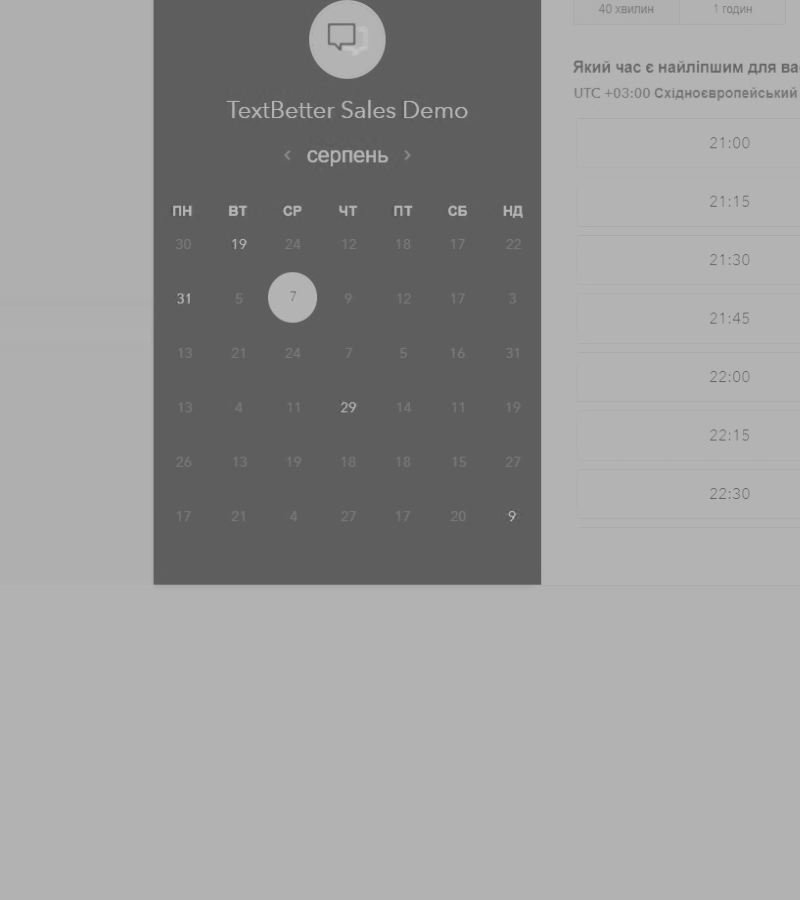 TextBetter Sales Demo
серпень
ПН ВТ СР ЧТ ПТ СБ НД
30 19 24 12 18 17 22
31 5 7 9 12 17 3
13 21 24 7 5 16 31
13 4 11 29 14 11 19
26 13 19 18 18 15 27
17 21 4 27 17 20 9
40 хвилин 1 годин
Який час є найліпшим для ва
UTC +03:00 Східноєвропейський
21:00
21:15
21:30
21:45
22:00
22:15
22:30